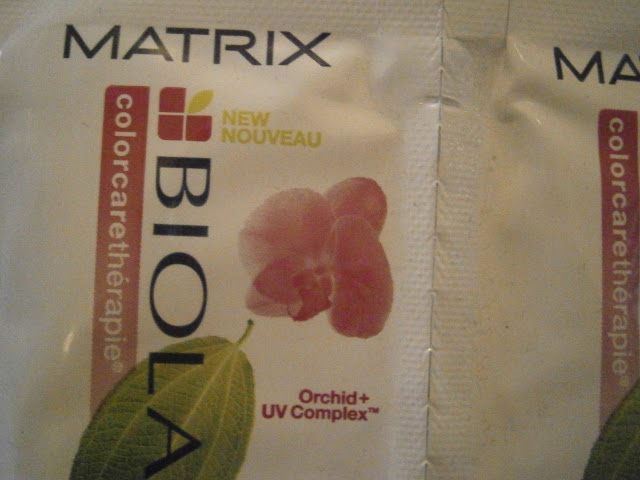 MATRIX
NEW
NOUVEAU
colorcarethérapie®
BIOLA
Orchid+
UV Complex™
MA
colorcarethérapie®